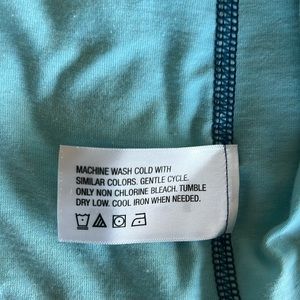 MACHINE WASH COLD WITH
SIMILAR COLORS. GENTLE CYCLE.
ONLY NON CHLORINE BLEACH. TUMBLE
DRY LOW. COOL IRON WHEN NEEDED.